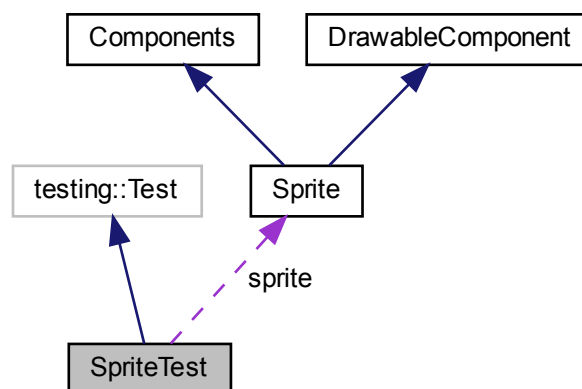 Components
DrawableComponent
testing::Test
Sprite
sprite
SpriteTest